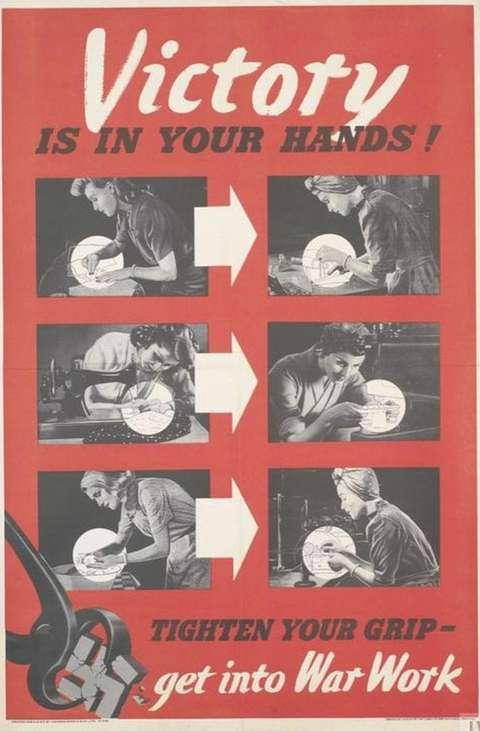 Victory
IS IN YOUR HANDS!
TIGHTEN YOUR GRIP-
get into War Work